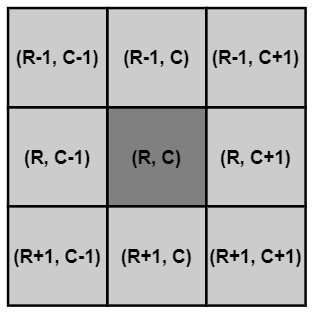 (R-1, C-1) (R-1, C) (R-1, C+1)
(R, C-1) (R, C) (R, C+1)
(R+1, C-1) (R+1, C) (R+1, C+1)